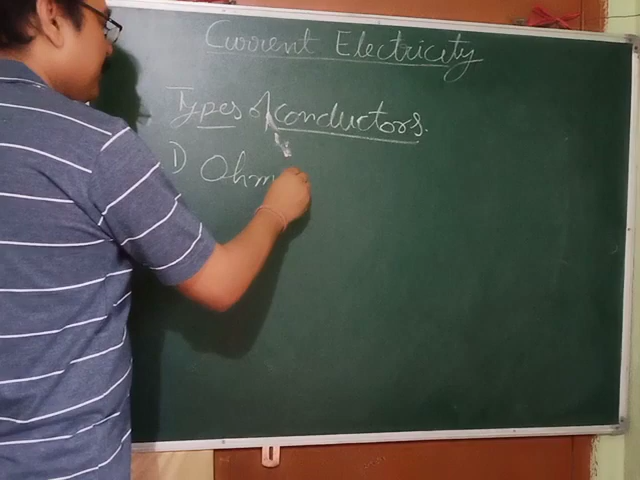 Current Electricity
Types of conductors.
1) Ohm